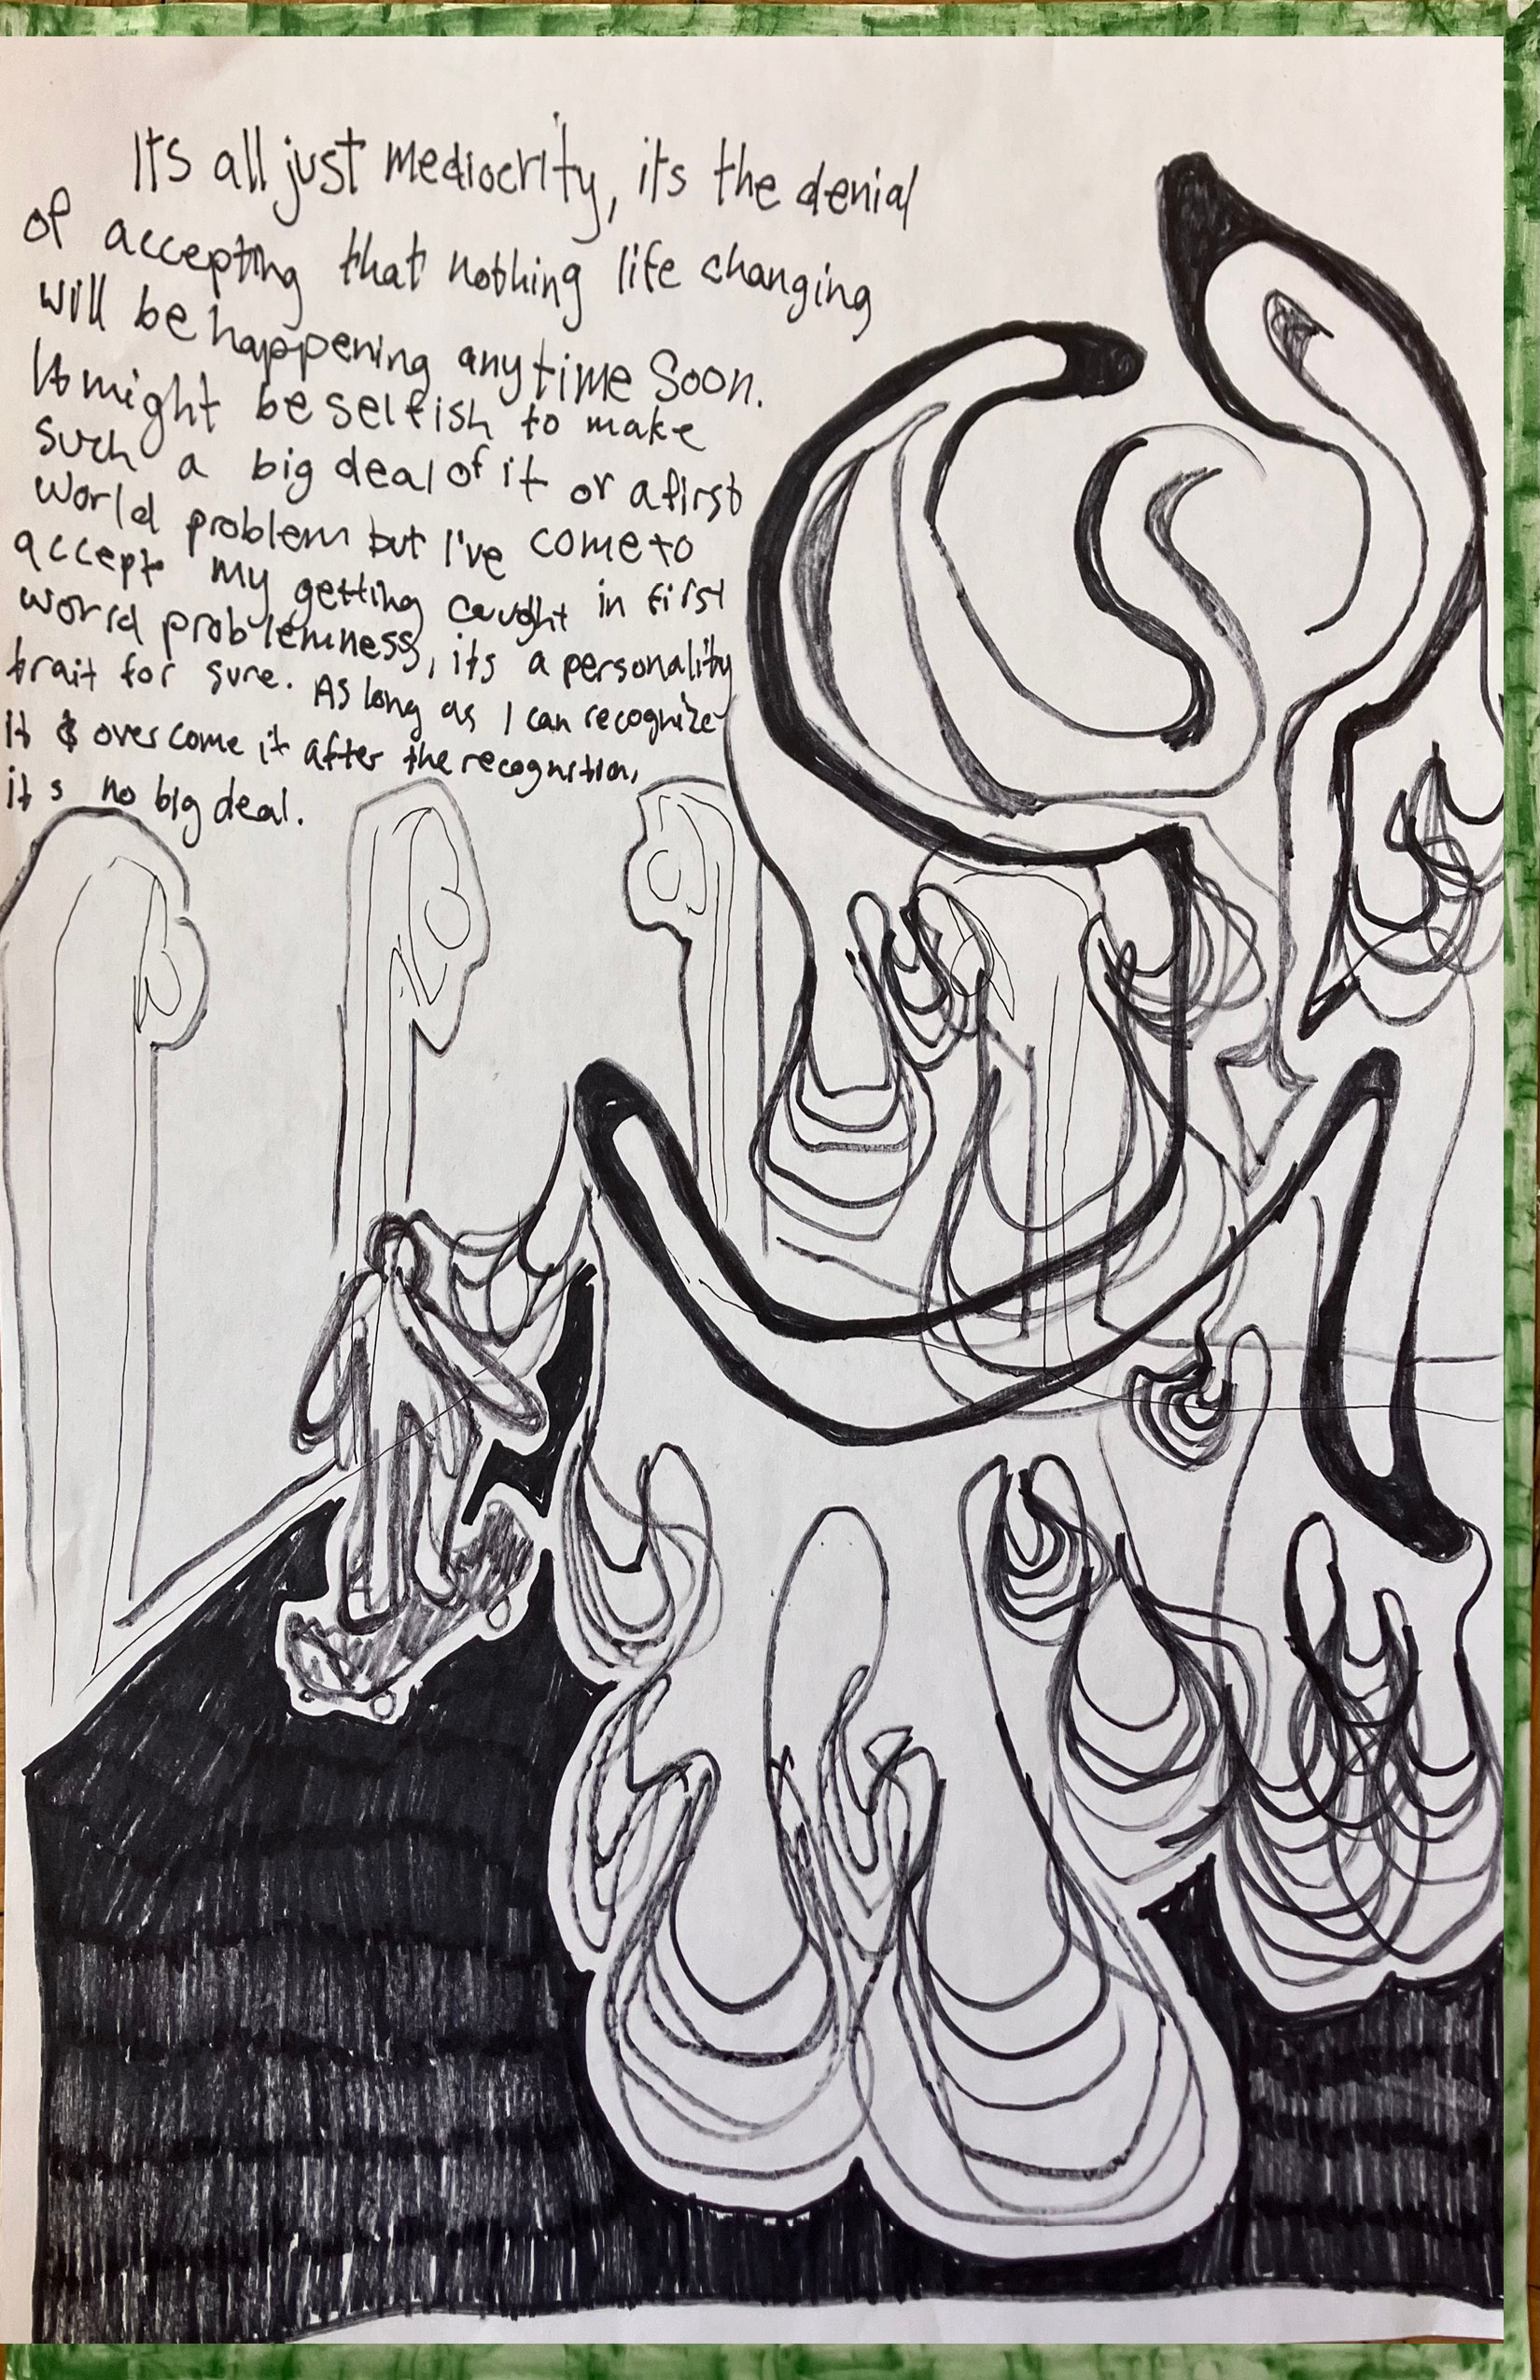 Its all just mediocrity, its the denial
of accepting that nothing life changing
will be happening anytime soon.
It might be selfish to make
such a big deal of it or a first
world problem but I've come to
accept my getting caught in first
world problemness, its a personality
trait for sure. As long as I can recognize
it & overcome it after the recognition,
it s no big deal.